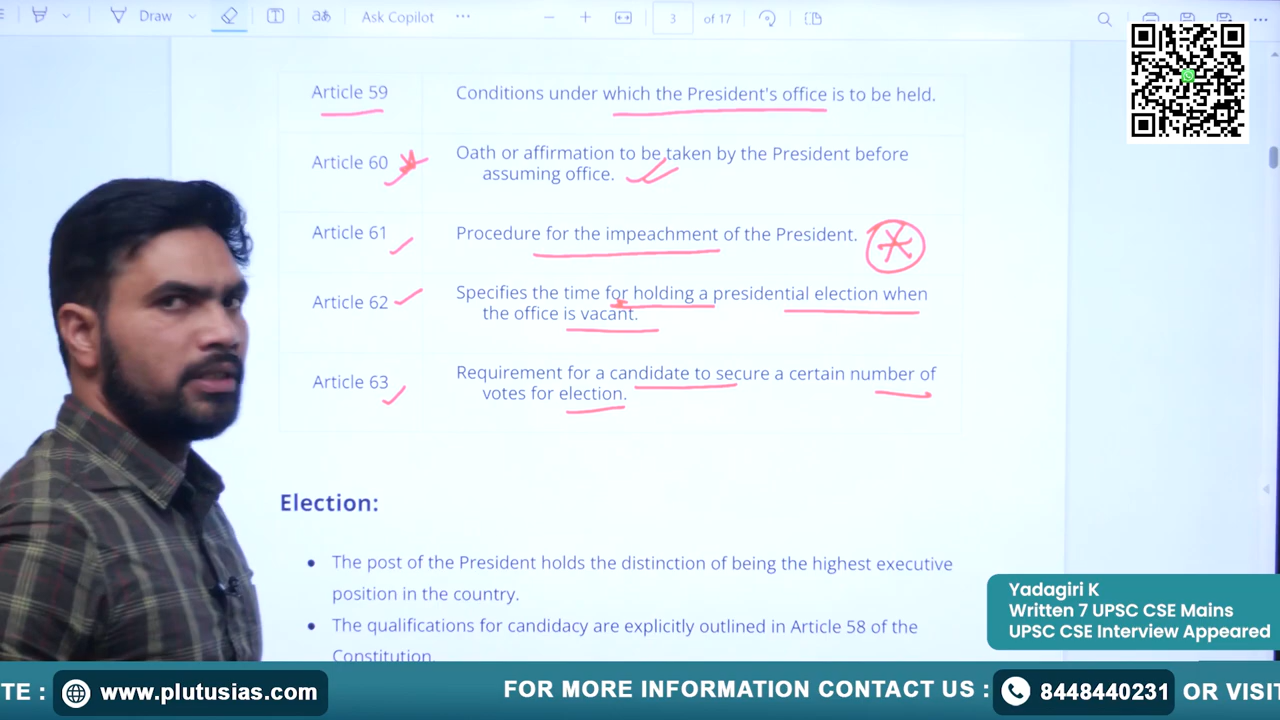 Draw
Ask Copilot
3 of 17
Article 59 Conditions under which the President's office is to be held.
Article 60 Oath or affirmation to be taken by the President before
assuming office.
Article 61 Procedure for the impeachment of the President.
Article 62 Specifies the time for holding a presidential election when
the office is vacant.
Article 63 Requirement for a candidate to secure a certain number of
votes for election.
Election:
The post of the President holds the distinction of being the highest executive
position in the country.
The qualifications for candidacy are explicitly outlined in Article 58 of the
Constitution.
Yadagiri K
Written 7 UPSC CSE Mains
UPSC CSE Interview Appeared
TE : www.plutusias.com FOR MORE INFORMATION CONTACT US : 8448440231 OR VISIT